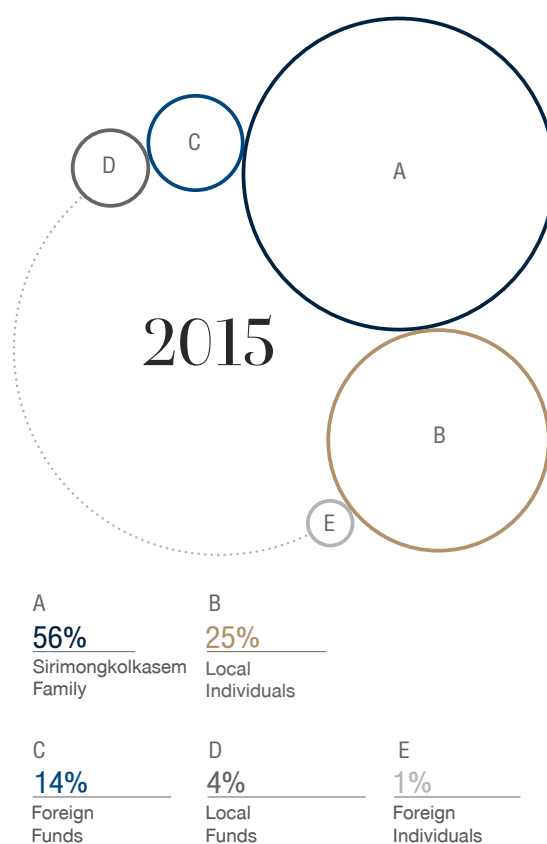 D
C
A
2015
B
E
A
B
56%
25%
Sirimongkolkasem
Family
Local
Individuals
C
D
E
14%
4%
1%
Foreign
Funds
Local
Funds
Foreign
Individuals